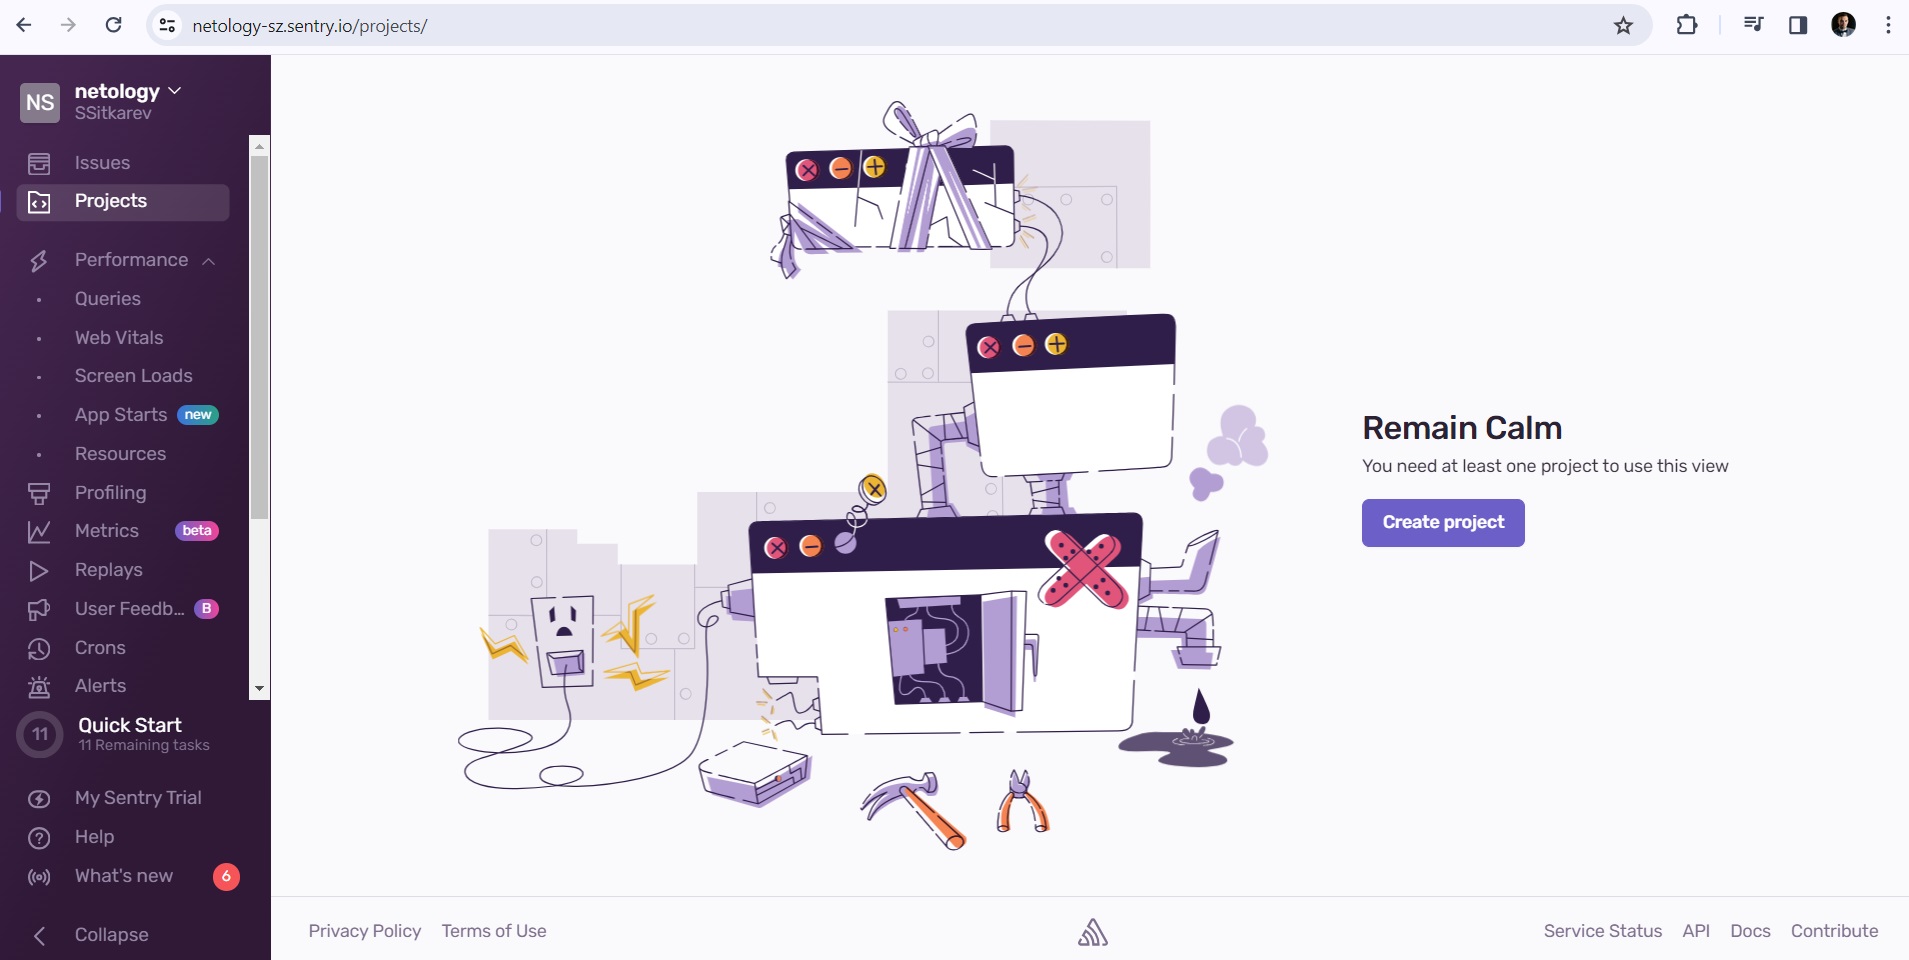 netology-sz.sentry.io/projects/
NS
netology
SSitkarev
Issues
Projects
Performance
Queries
Web Vitals
Screen Loads
App Starts new
Resources
Profiling
Metrics beta
Replays
User Feedb... B
Crons
Alerts
11
Quick Start
11 Remaining tasks
My Sentry Trial
Help
What's new 6
Collapse
Remain Calm
You need at least one project to use this view
Create project
Privacy Policy Terms of Use
Service Status API Docs Contribute